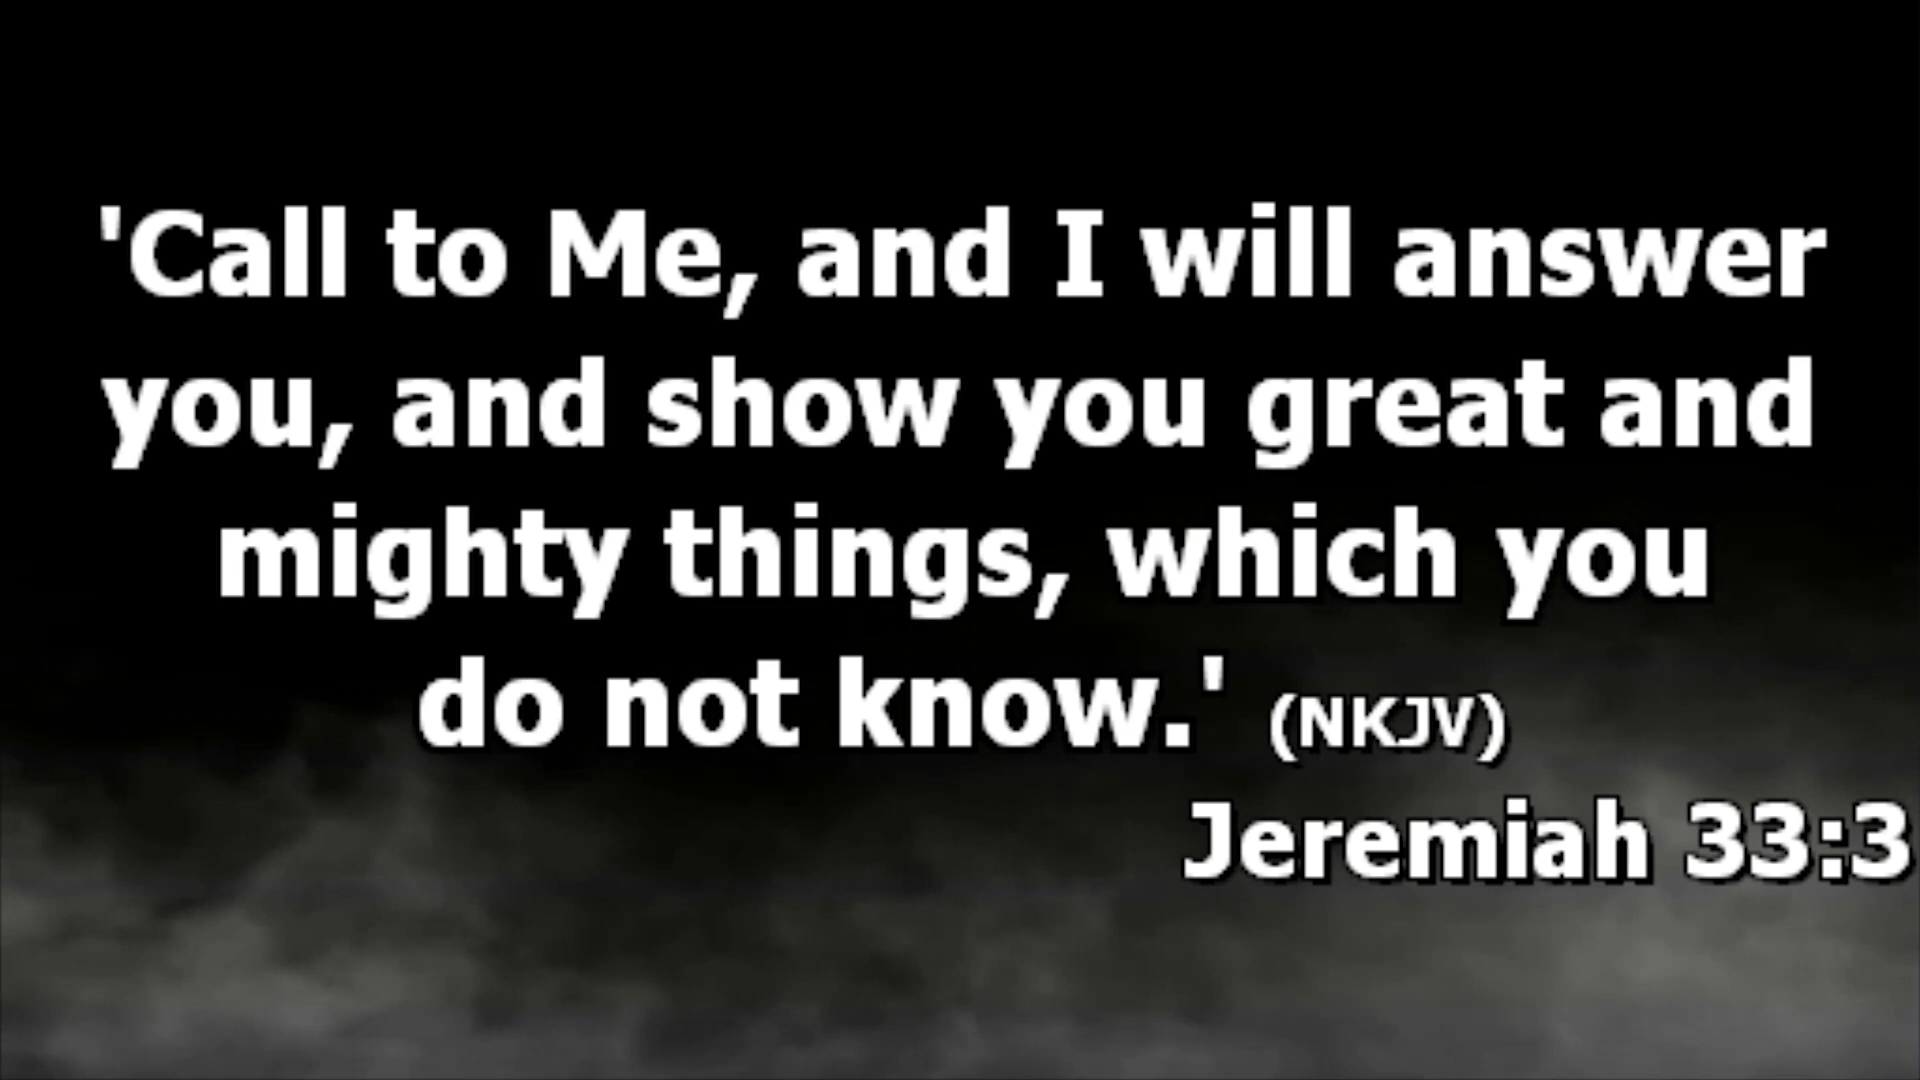 'Call to Me, and I will answer
you, and show you great and
mighty things, which you
do not know.' (NKJV)
Jeremiah 33:3